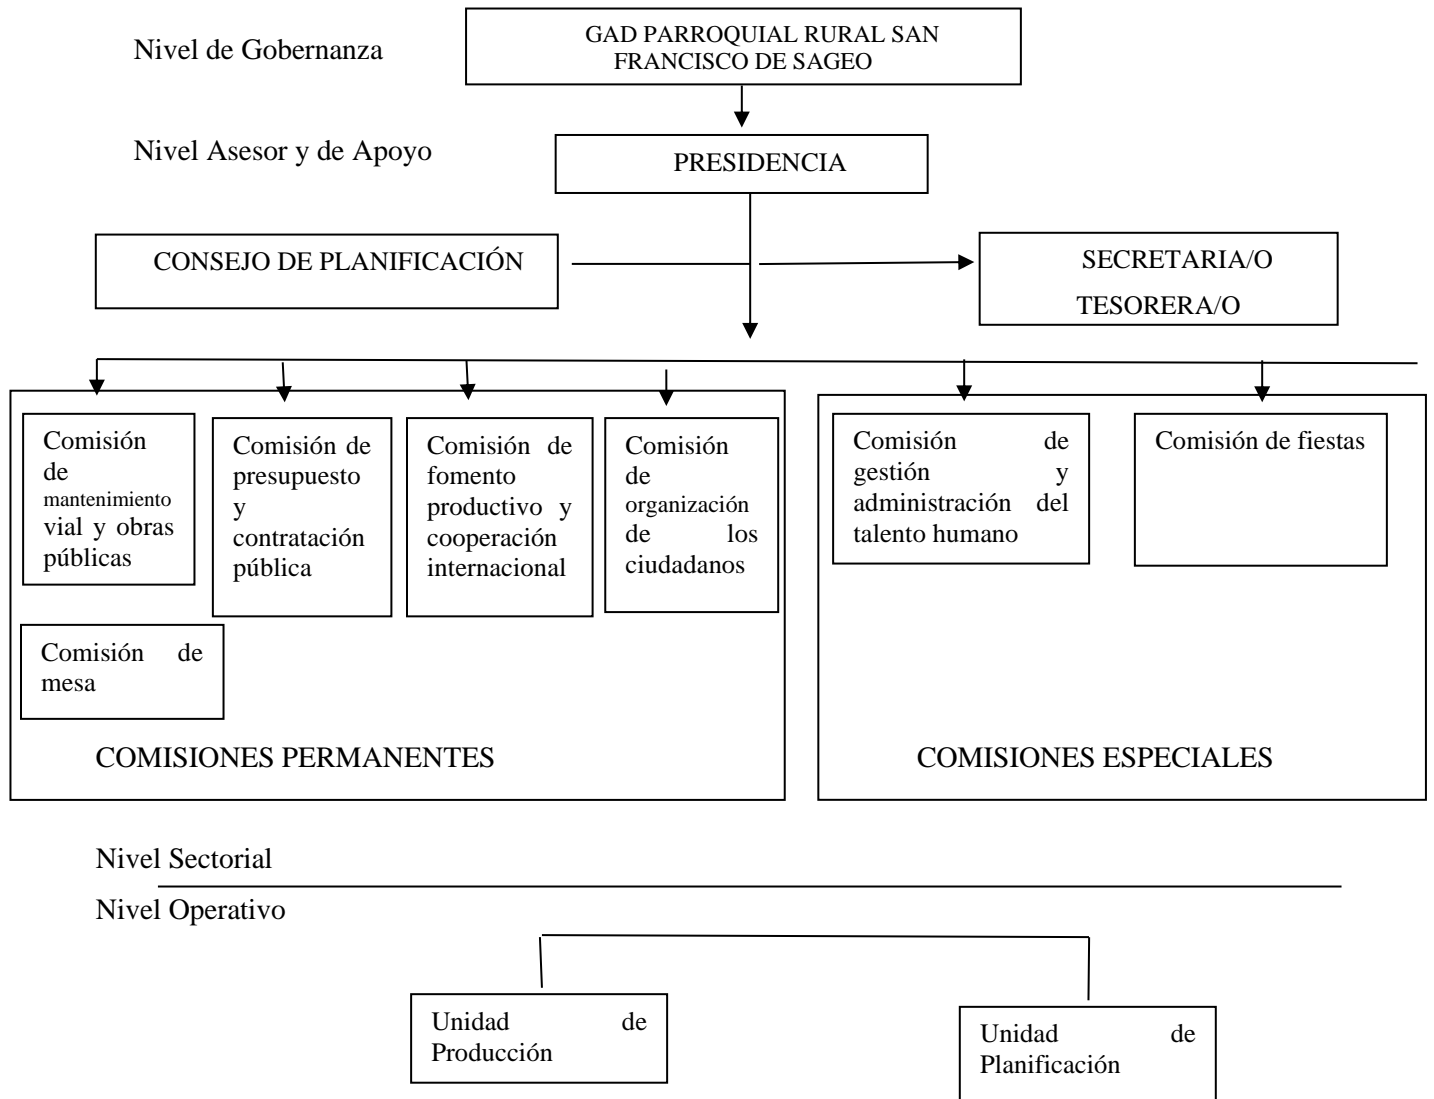 Nivel de Gobernanza
GAD PARROQUIAL RURAL SAN
FRANCISCO DE SAGEO
Nivel Asesor y de Apoyo
PRESIDENCIA
CONSEJO DE PLANIFICACIÓN
SECRETARIA/O
TESORERA/O
Comisión
de
mantenimiento
vial y obras
públicas
Comisión de
presupuesto
y
contratación
pública
Comisión de
fomento
productivo y
cooperación
internacional
Comisión
de
organización
de los
ciudadanos
Comisión de
gestión y
administración del
talento humano
Comisión de fiestas
Comisión de
mesa
COMISIONES PERMANENTES
COMISIONES ESPECIALES
Nivel Sectorial
Nivel Operativo
Unidad de
Producción
Unidad de
Planificación